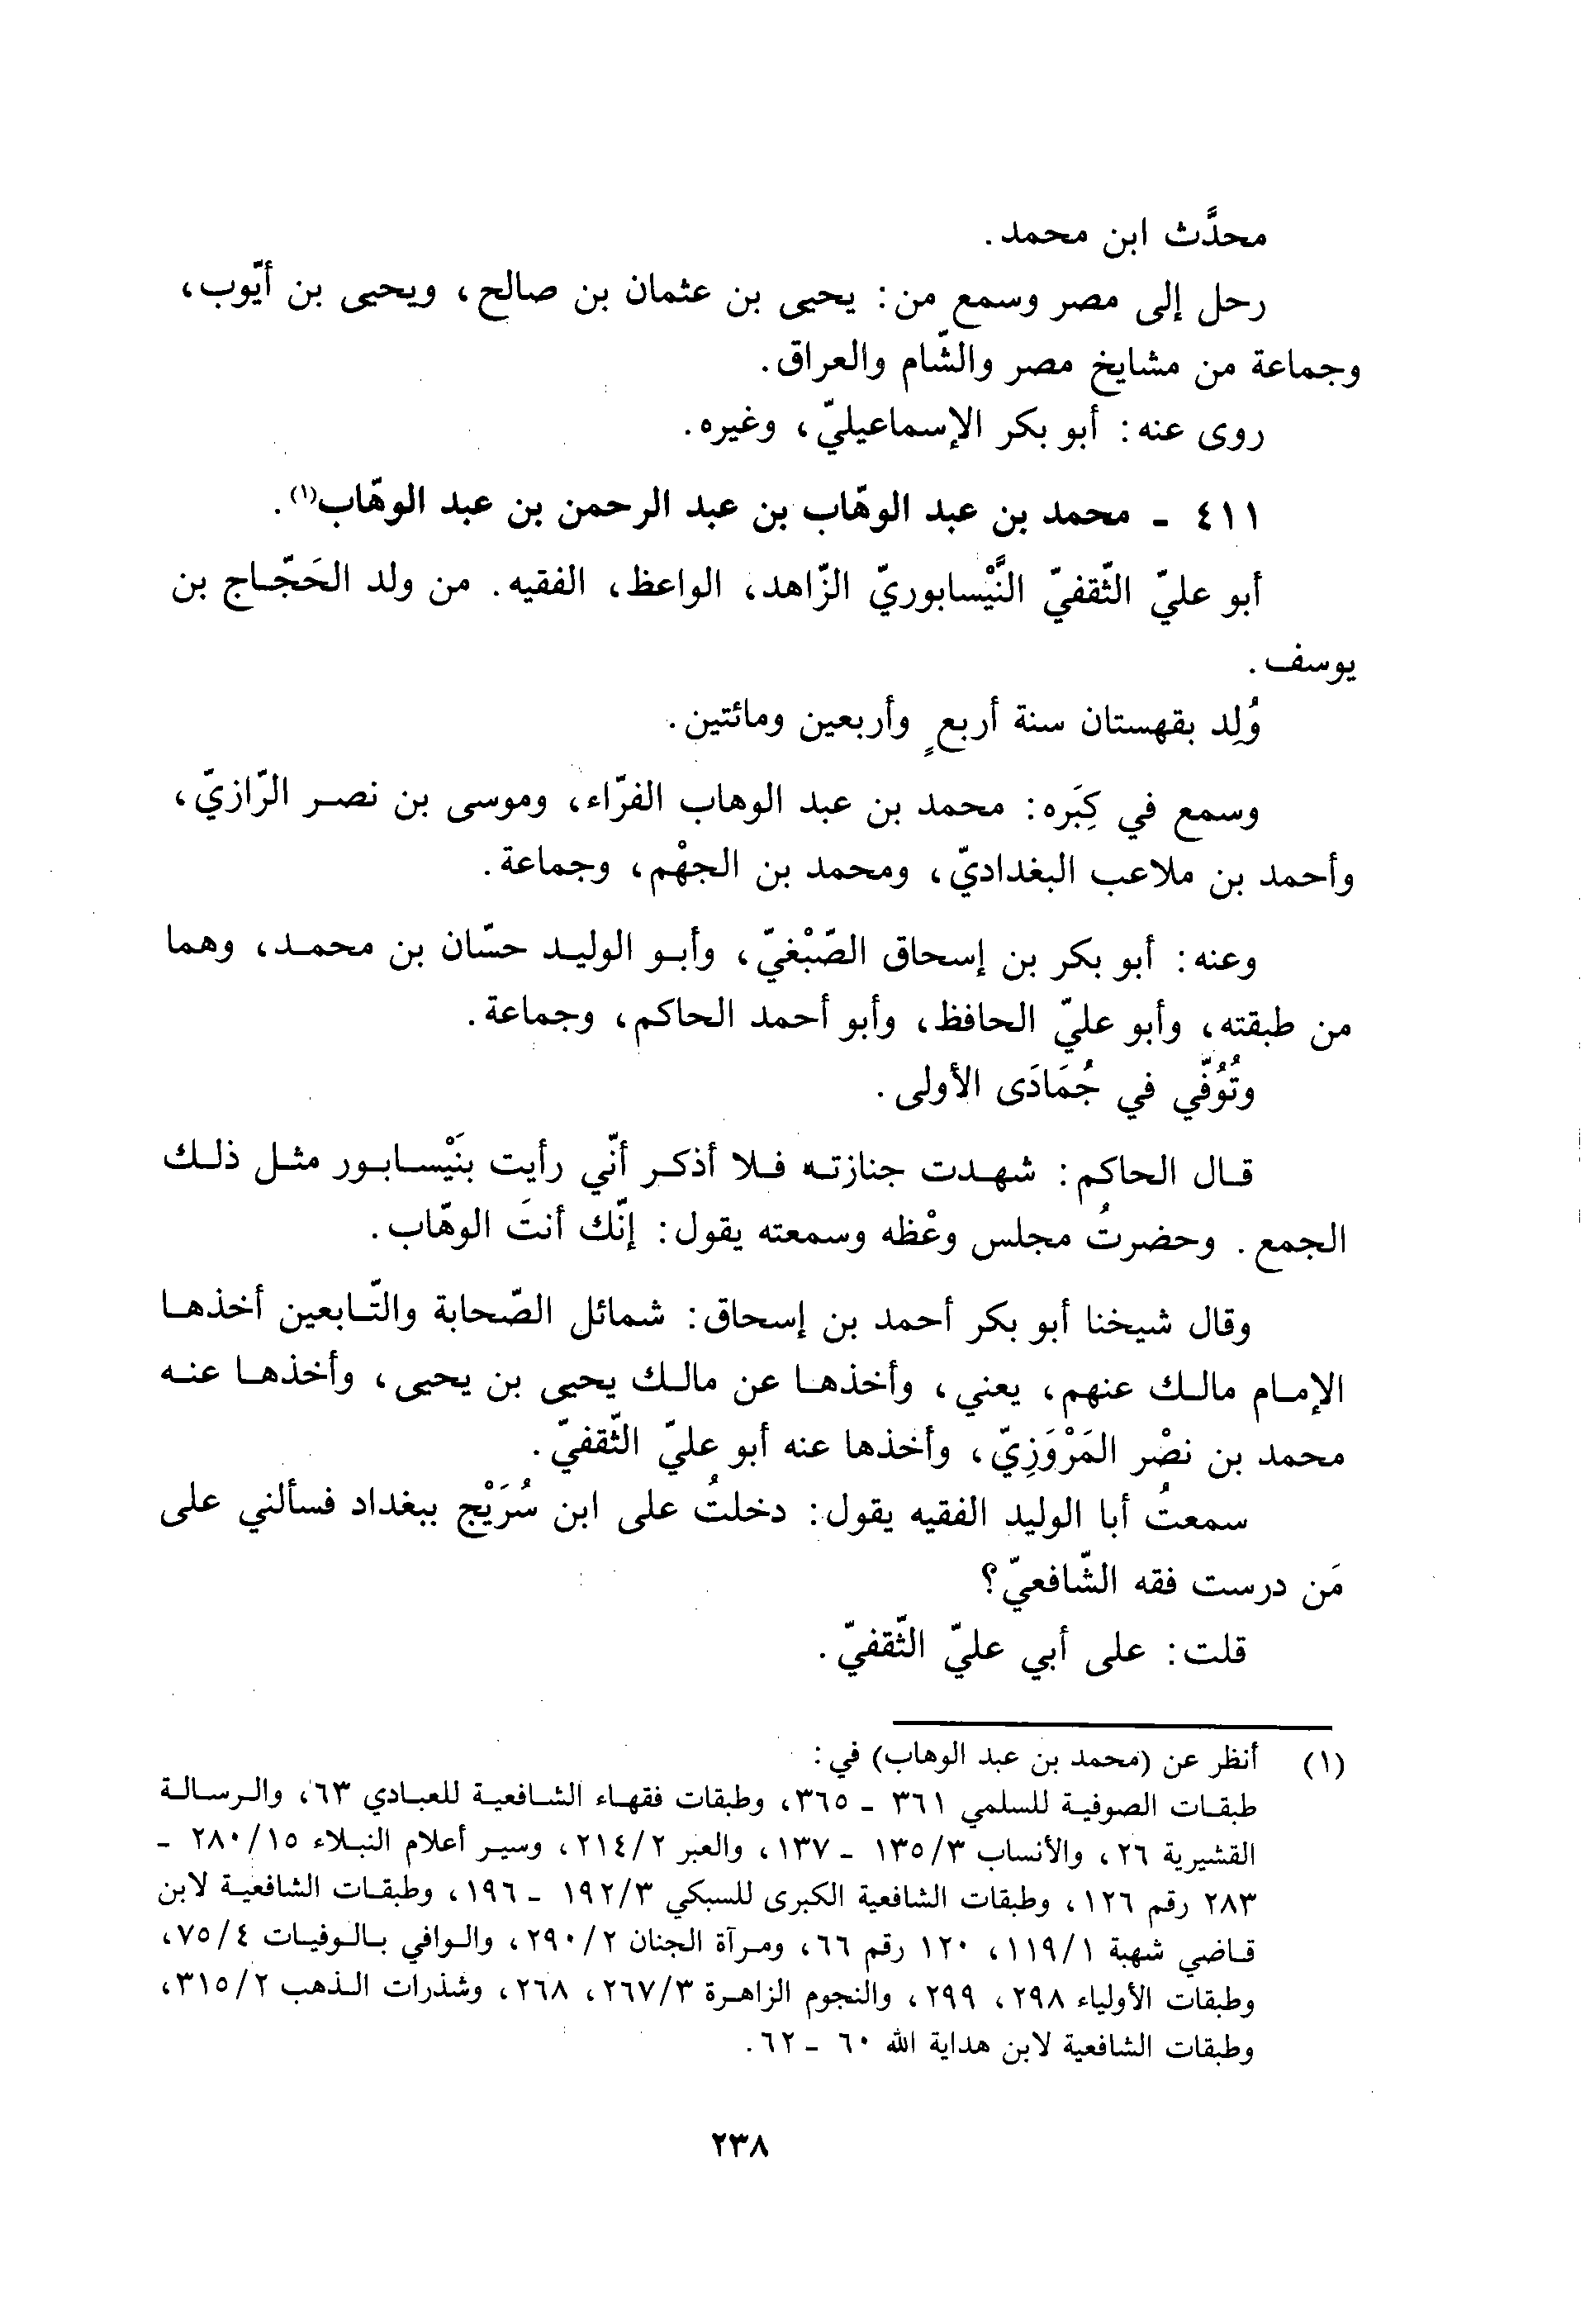 محدِّث ابن محمد.
رحل إلى مصر وسمع من: يحيى بن عثمان بن صالح، ويحيى بن أيّوب،
وجماعة من مشايخ مصر والشّام والعراق.
روى عنه: أبو بكر الإسماعيليّ، وغيره.
٤١١ - محمد بن عبد الوهّاب بن عبد الرحمن بن عبد الوهّاب(١).
أبو عليّ الثّقفيّ النَّيْسابوريّ الزّاهد، الواعظ، الفقيه. من ولد الحَجّاج بن
يوسف.
وُلِد بقهستان سنة أربعٍ وأربعين ومائتين.
وسمع في كِبَره: محمد بن عبد الوهاب الفرّاء، وموسى بن نصر الرّازيّ،
وأحمد بن ملاعب البغداديّ، ومحمد بن الجهْم، وجماعة.
وعنه: أبو بكر بن إسحاق الصّبْغيّ، وأبو الوليد حسّان بن محمد، وهما
من طبقته، وأبو عليّ الحافظ، وأبو أحمد الحاكم، وجماعة.
وتُوُفّي في جُمَادَى الأولى.
قال الحاكم: شهدت جنازته فلا أذكر أنّي رأيت بنَيْسابور مثل ذلك
الجمع. وحضرتُ مجلس وعْظه وسمعته يقول: إنّك أنتَ الوهّاب.
وقال شيخنا أبو بكر أحمد بن إسحاق: شمائل الصّحابة والتّابعين أخذها
الإمام مالك عنهم، يعني، وأخذها عن مالك يحيى بن يحيى، وأخذها عنه
محمد بن نصْر المَرْوَزِيّ، وأخذها عنه أبو عليّ الثّقفيّ.
سمعتُ أبا الوليد الفقيه يقول: دخلتُ على ابن سُرَيْج ببغداد فسألني على
مَن درست فقه الشّافعيّ؟
قلت: على أبي عليّ الثّقفيّ.
(١) أنظر عن (محمد بن عبد الوهاب) في:
طبقات الصوفية للسلمي ٣٦١ - ٣٦٥، وطبقات فقهاء الشافعية للعبادي ٦٣، والرسالة
القشيرية ٢٦، والأنساب ١٣٥/٣ - ١٣٧، والعبر ٢١٤/٢، وسير أعلام النبلاء ٢٨٠/١٥ -
٢٨٣ رقم ١٢٦، وطبقات الشافعية الكبرى للسبكي ١٩٢/٣ - ١٩٦، وطبقات الشافعية لابن
قاضي شهبة ١١٩/١، ١٢٠ رقم ٦٦، ومرآة الجنان ٢٩٠/٢، والوافي بالوفيات ٧٥/٤،
وطبقات الأولياء ٢٩٨، ٢٩٩، والنجوم الزاهرة ٢٦٧/٣، ٢٦٨، وشذرات الذهب ٣١٥/٢،
وطبقات الشافعية لابن هداية الله ٦٠ - ٦٢.
٢٣٨